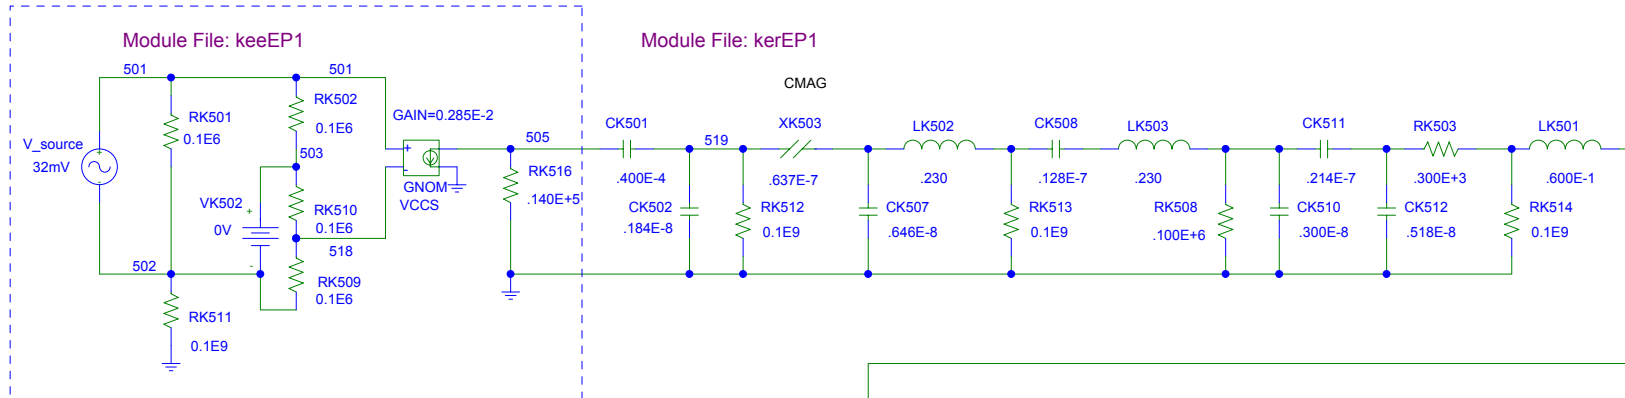 Module File: keeEP1
Module File: kerEP1
CMAG
501
501
RK501
0.1E6
RK502
0.1E6
GAIN=0.285E-2
V_source
32mV
503
VK502
+
0V
-
RK510
0.1E6
518
502
RK509
0.1E6
RK511
0.1E9
+
-
GNOM
VCCS
505
RK516
.140E+5
CK501
.400E-4
519
CK502
.184E-8
XK503
.637E-7
RK512
0.1E9
CK507
.646E-8
LK502
.230
CK508
.128E-7
RK513
0.1E9
LK503
.230
RK508
.100E+6
CK510
.300E-8
CK511
.214E-7
CK512
.518E-8
RK503
.300E+3
LK501
.600E-1
RK514
0.1E9